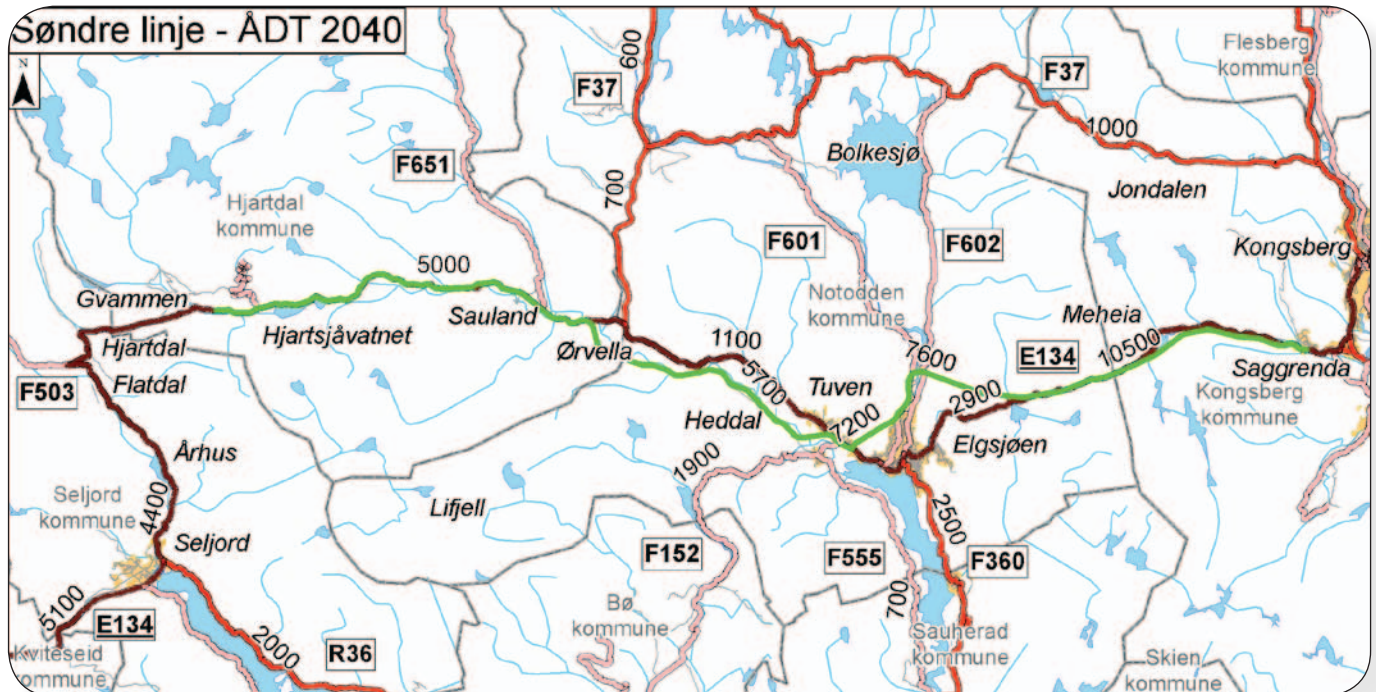 Søndre linje - ÅDT 2040
N
600
F37
F37
Flesberg
kommune
1000
Bolkesjø
F651
700
Jondalen
Hjartdal
kommune
F601
F602
Kongsberg
5000
Gvammen
Notodden
kommune
Meheia
Sauland
Hjartsjåvatnet
Hjartdal
Ørvella
1100
7600
E134
10500
Saggrenda
F503
Flatdal
5700
Tuven
2900
Kongsberg
kommune
Heddal
7200
Elgsjøen
Århus
1900
Seljord
kommune
4400
Lifjell
2500
Seljord
F152
F555
F360
5100
E134
Bø
kommune
700
2000
R36
Sauherad
kommune
Kviteseid
kommune
Skien
kommune